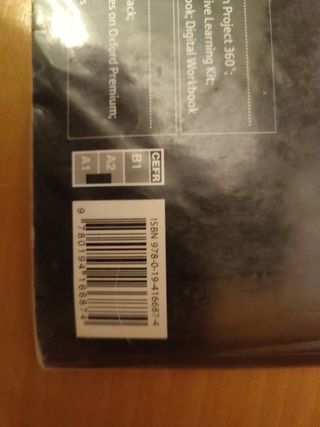 Project 360°;
ive Learning Kit;
ook; Digital Workbook
ack;
es on Oxford Premium;
s
CEFR
B1
A2
A1
ISBN 978-0-19-416687-4
9 780194 166874